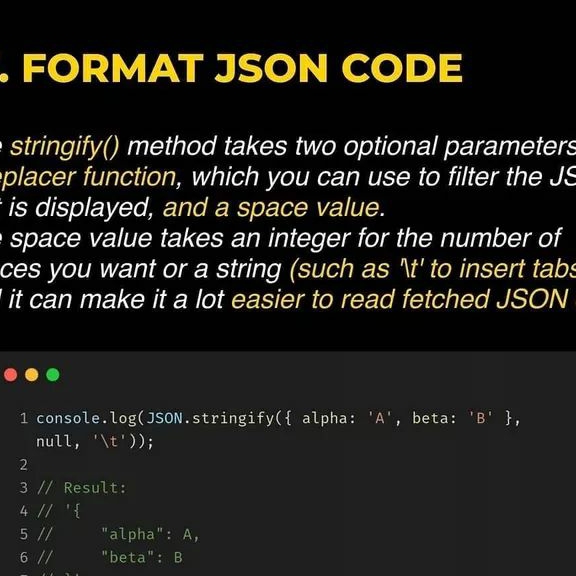 . FORMAT JSON CODE
stringify() method takes two optional parameters
eplacer function, which you can use to filter the JS
t is displayed, and a space value.
e space value takes an integer for the number of
ces you want or a string (such as '\t' to insert tabs
it can make it a lot easier to read fetched JSON
1 console.log(JSON.stringify({ alpha: 'A', beta: 'B' },
null, '\t'));
2
3 // Result:
4 // '{
5 //     "alpha": A,
6 //     "beta": B